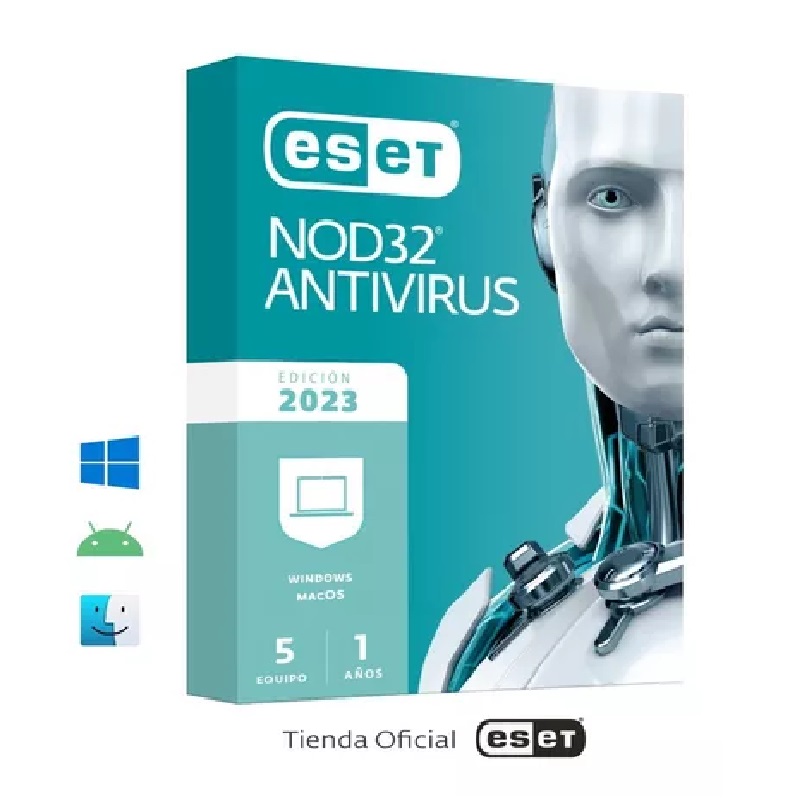 eset®
NOD32®
ANTIVIRUS
EDICIÓN
2023
WINDOWS
MACOS
5
EQUIPO
1
AÑOS
Tienda Oficial eset®